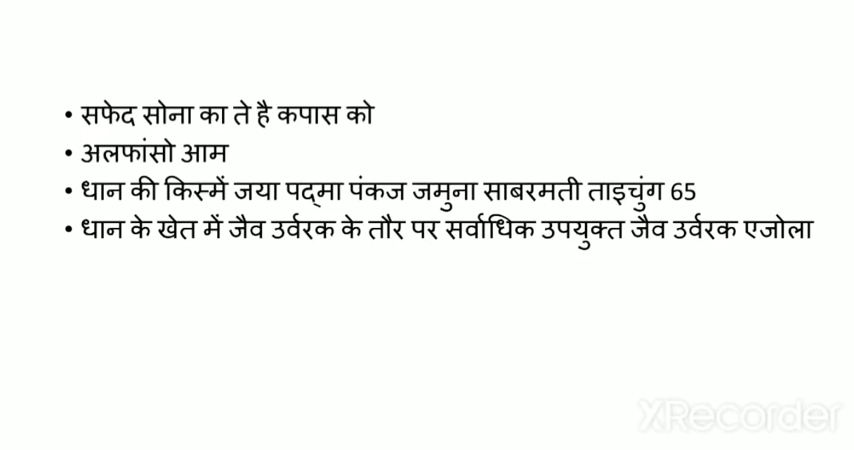 • सफेद सोना का ते है कपास को
• अलफांसो आम
• धान की किस्में जया पद्मा पंकज जमुना साबरमती ताइचुंग 65
• धान के खेत में जैव उर्वरक के तौर पर सर्वाधिक उपयुक्त जैव उर्वरक एजोला
XRecorder